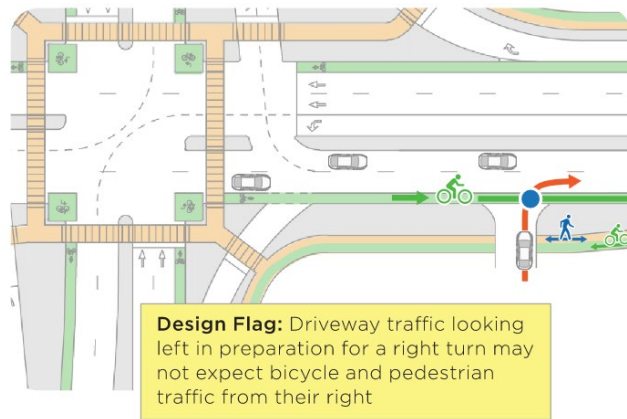 Design Flag: Driveway traffic looking
left in preparation for a right turn may
not expect bicycle and pedestrian
traffic from their right